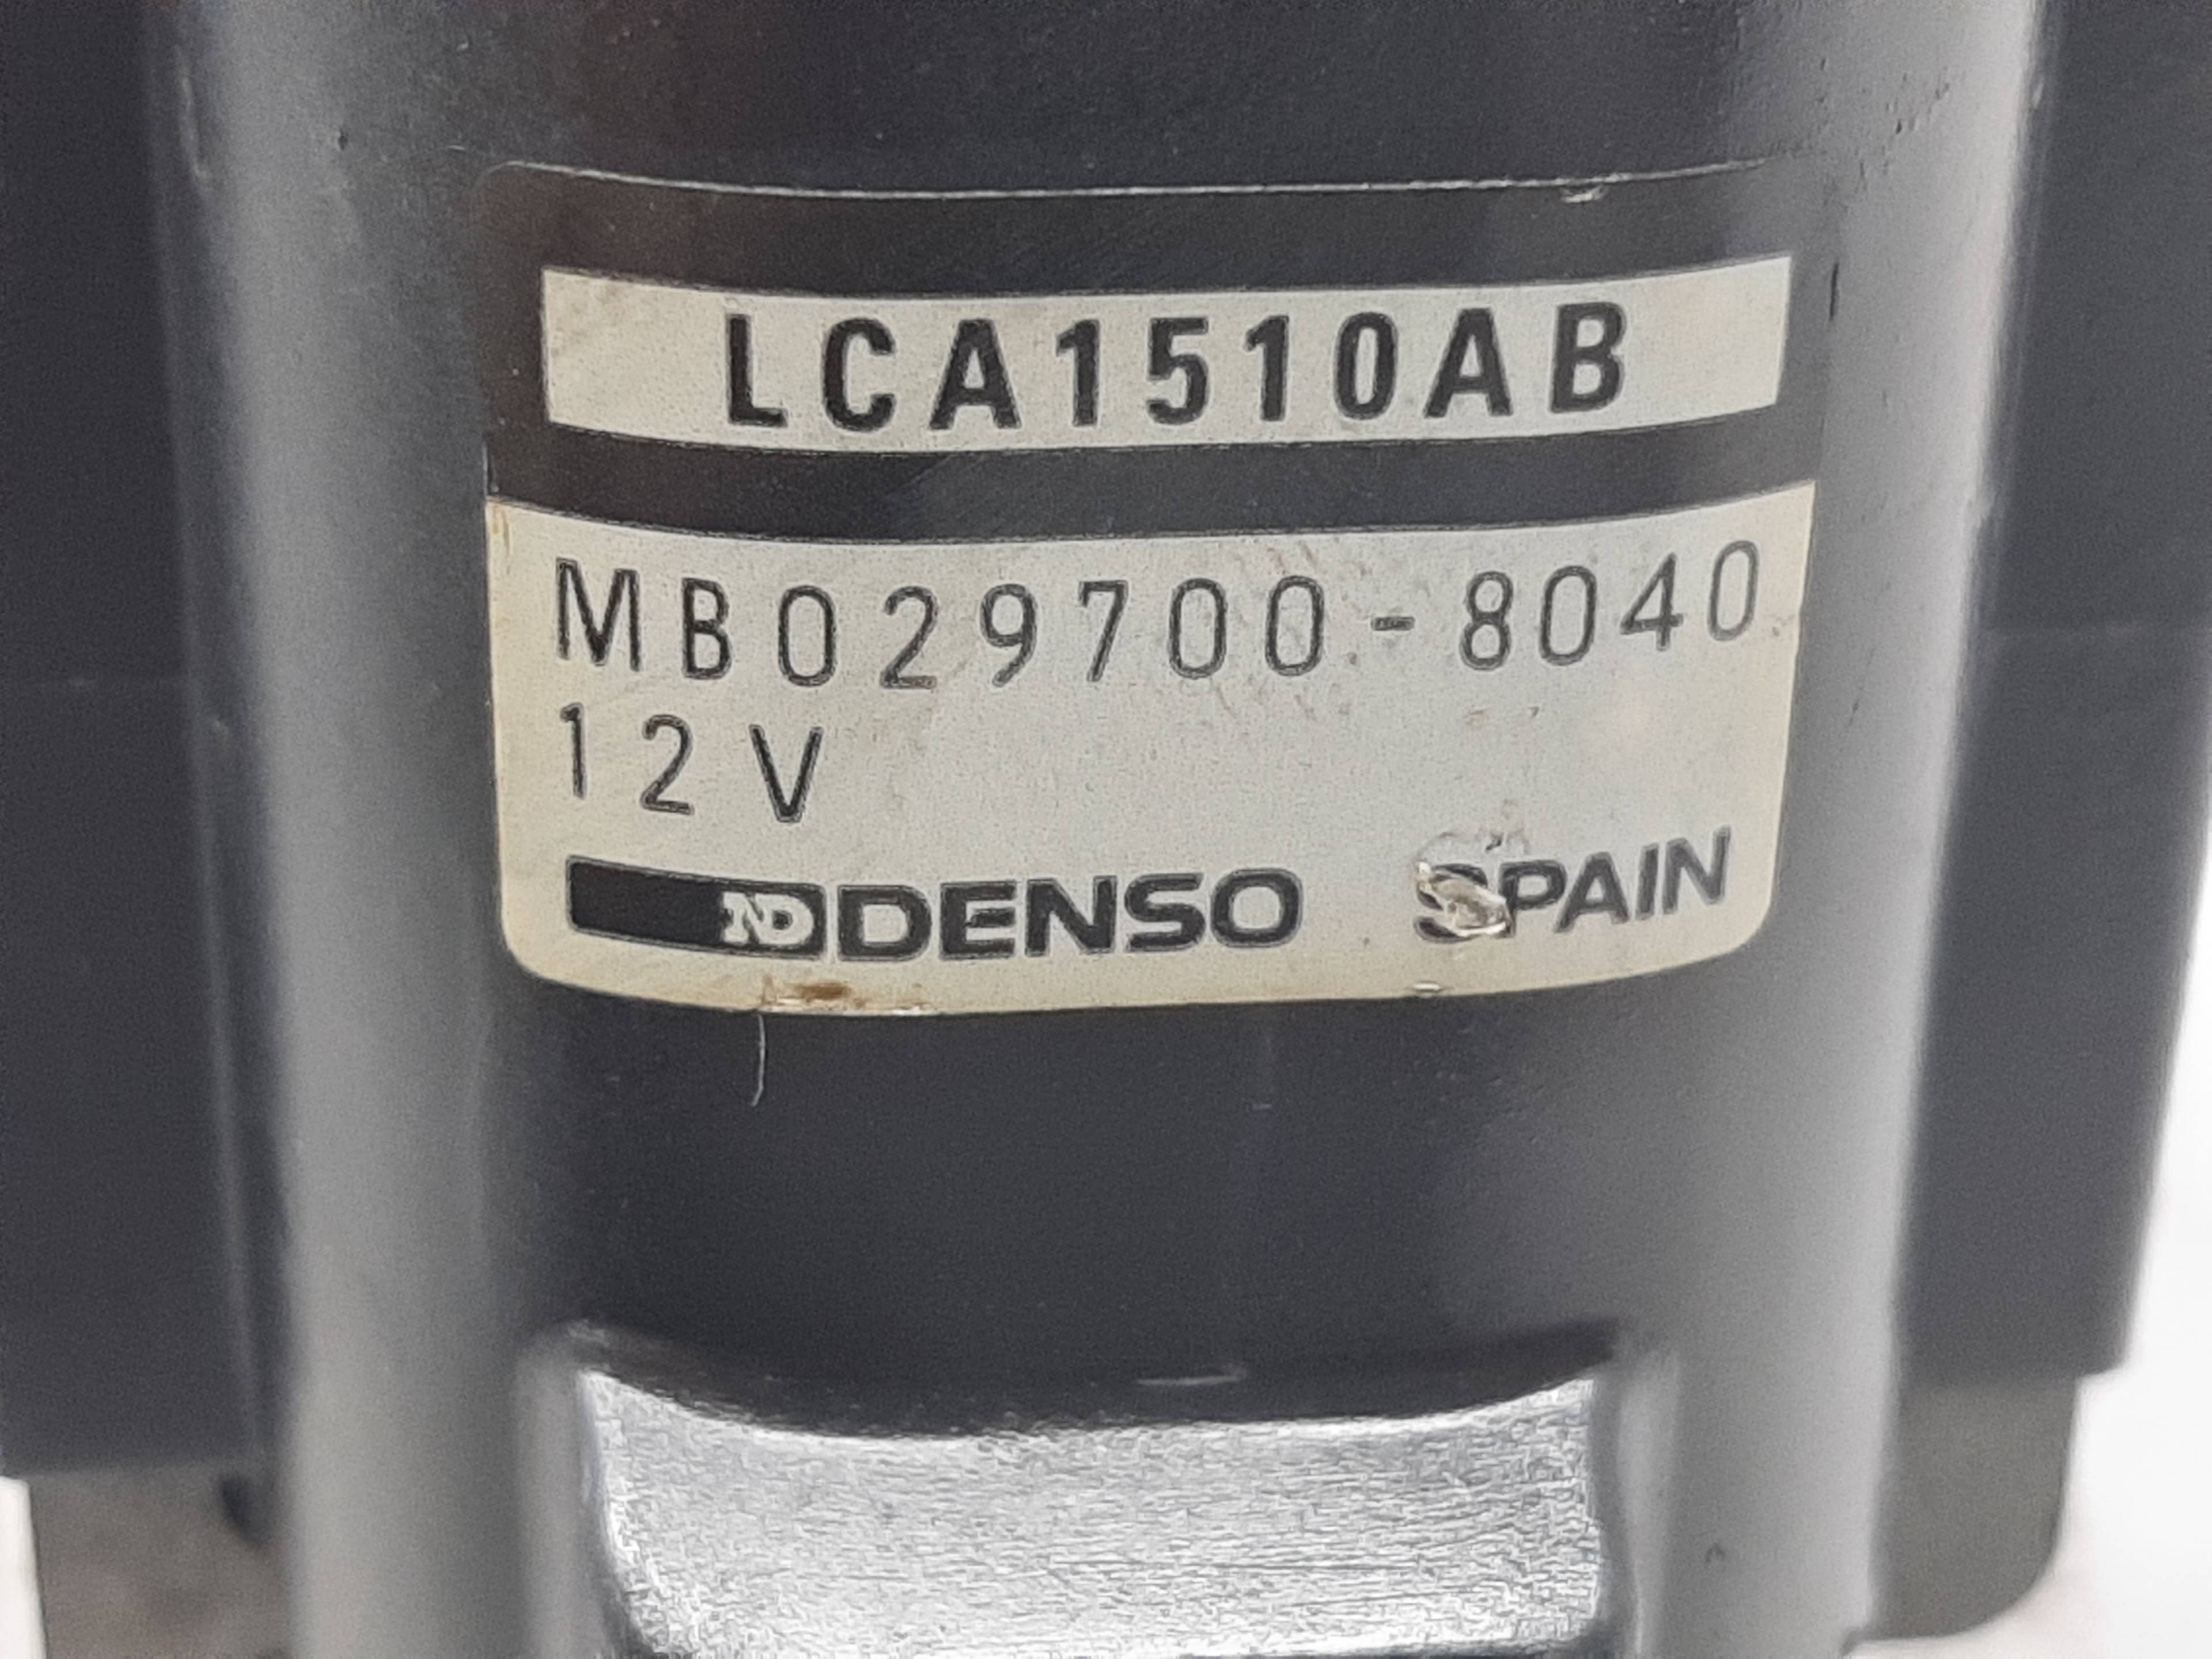 LCA1510AB
MB029700-8040
12V
ND DENSO SPAIN